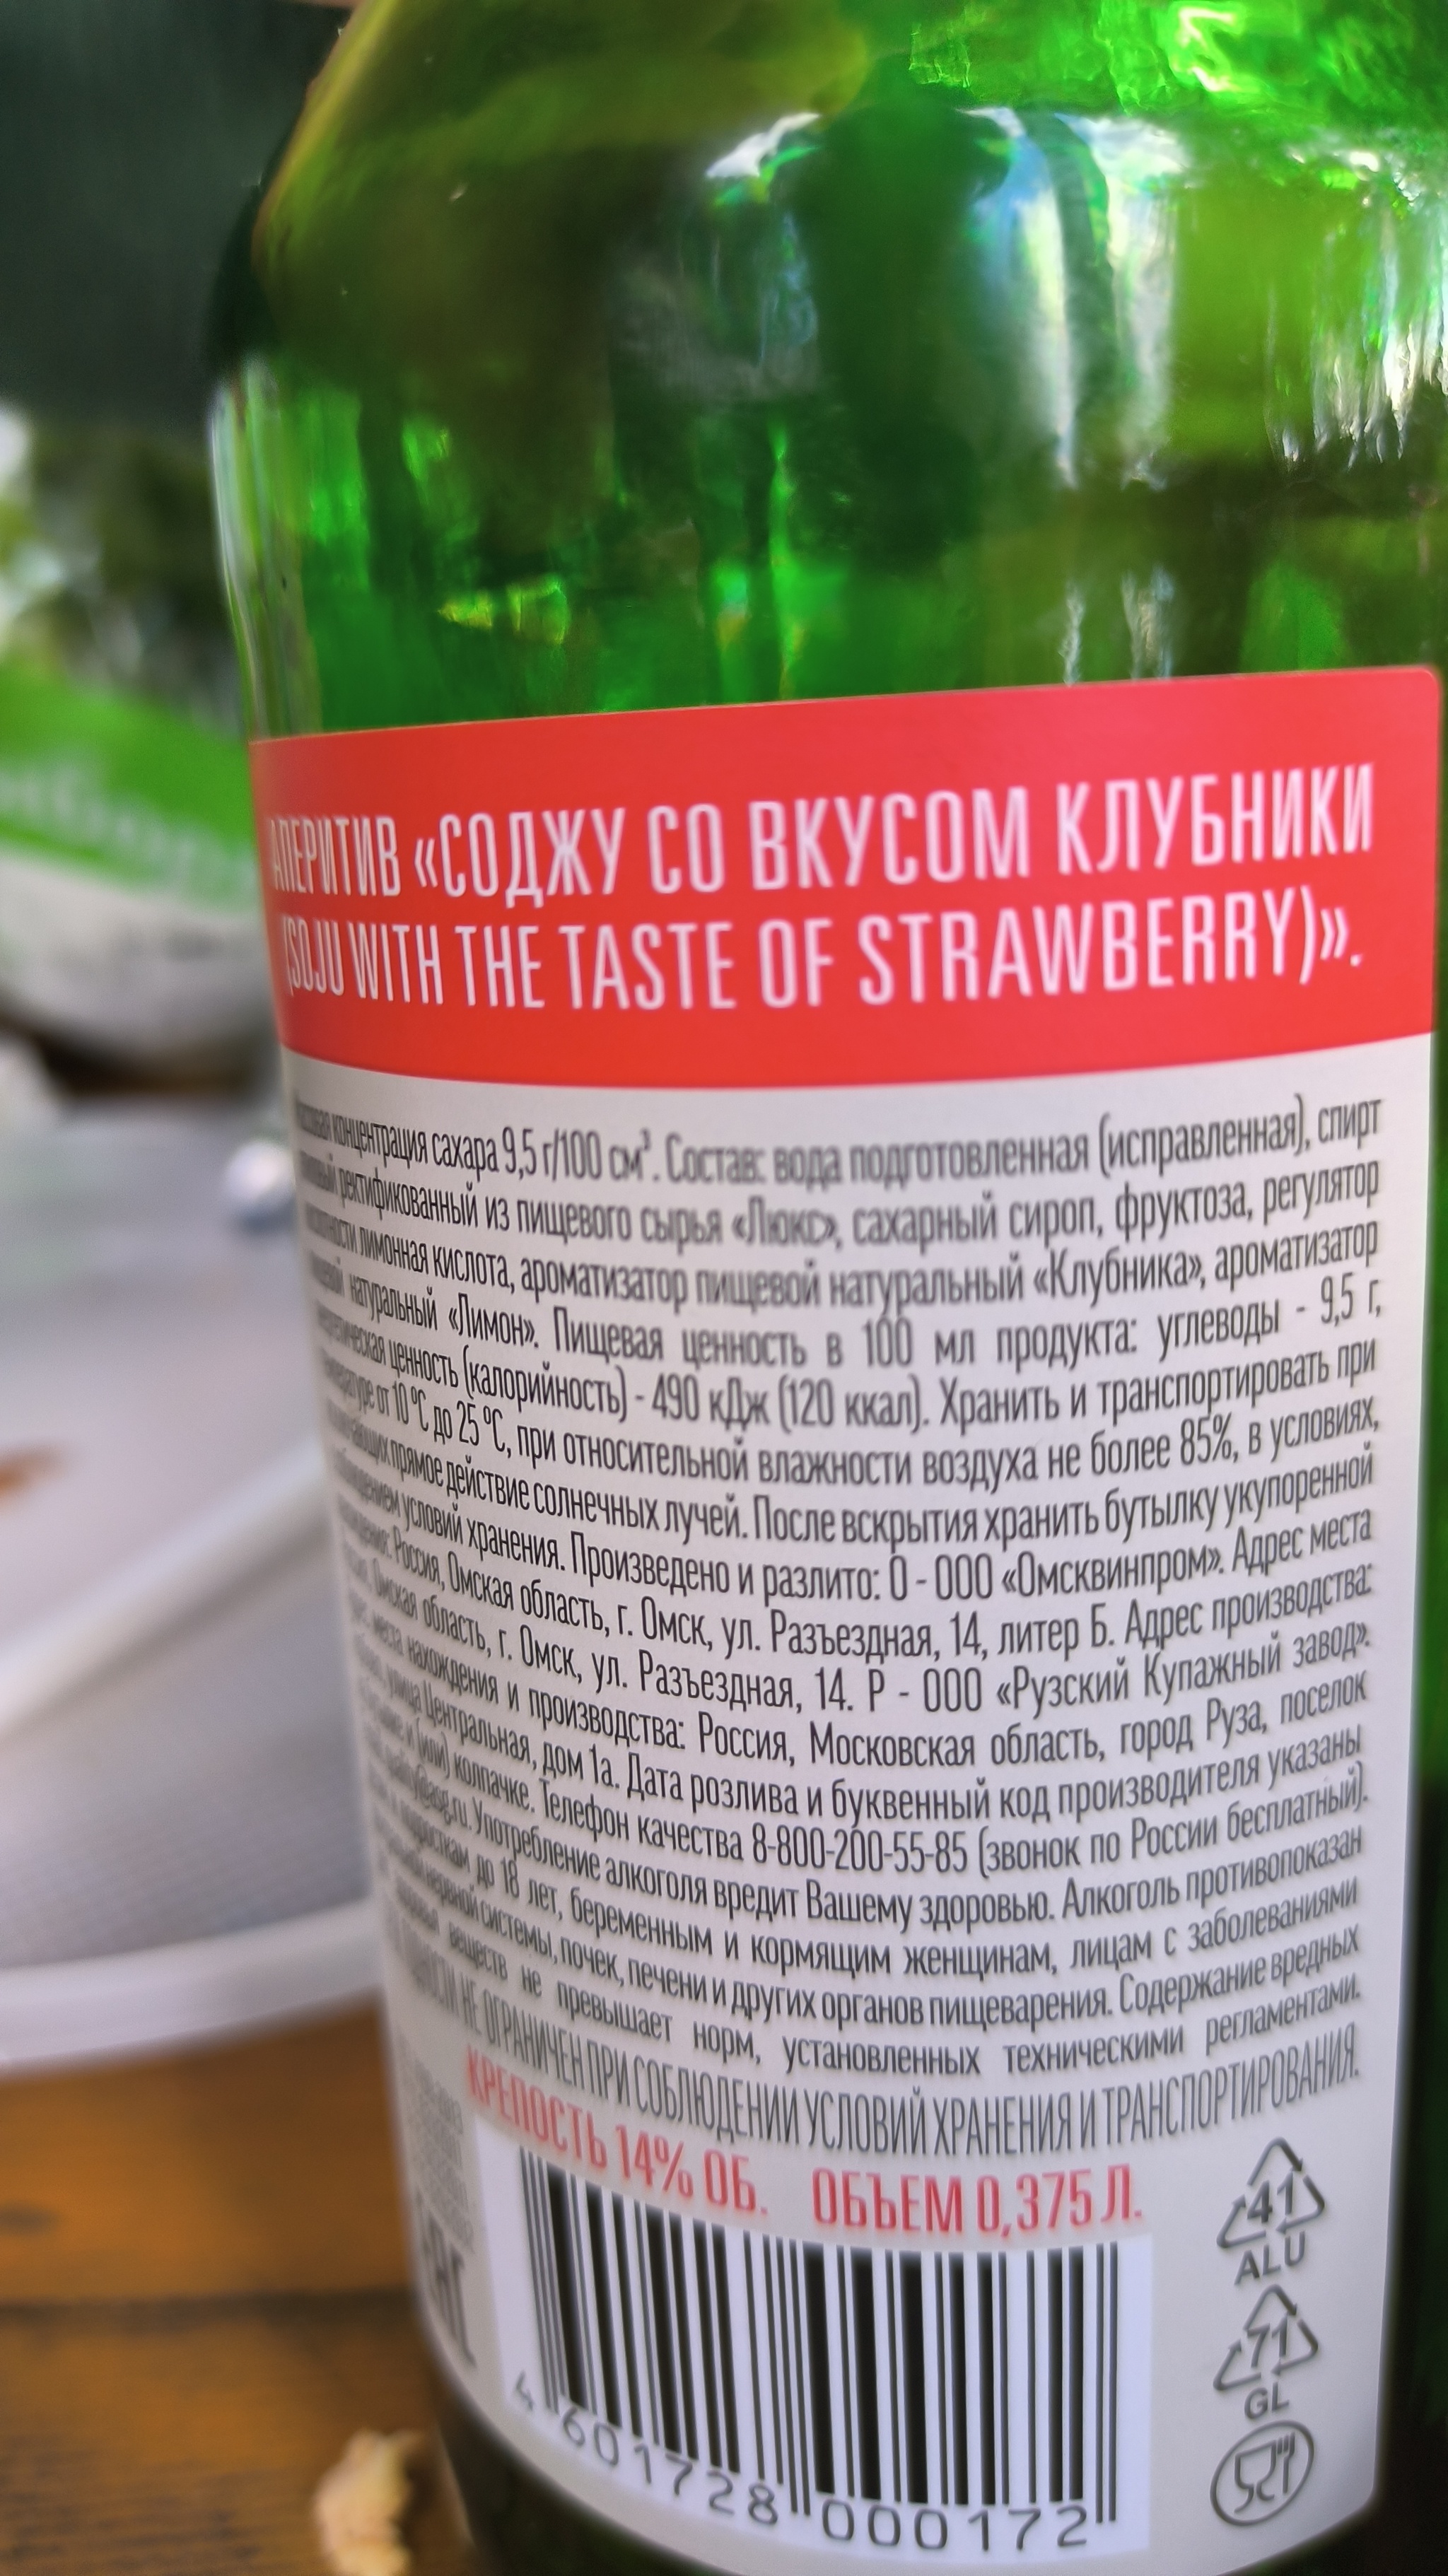 АПЕРИТИВ «СОДЖУ СО ВКУСОМ КЛУБНИКИ
(SOJU WITH THE TASTE OF STRAWBERRY)».
концентрация сахара 9,5 г/100 см³. Состав: вода подготовленная (исправленная), спирт
ректификованный из пищевого сырья «Люкс», сахарный сироп, фруктоза, регулятор
лимонная кислота, ароматизатор пищевой натуральный «Клубника», ароматизатор
натуральный «Лимон». Пищевая ценность в 100 мл продукта: углеводы - 9,5 г,
ценность (калорийность) - 490 кДж (120 ккал). Хранить и транспортировать при
от 10 °С до 25 °С, при относительной влажности воздуха не более 85%, в условиях,
прямое действие солнечных лучей. После вскрытия хранить бутылку укупоренной
условий хранения. Произведено и разлито: О - ООО «Омсквинпром». Адрес места
Россия, Омская область, г. Омск, ул. Разъездная, 14, литер Б. Адрес производства:
Омская область, г. Омск, ул. Разъездная, 14. Р - ООО «Рузский Купажный завод».
места нахождения и производства: Россия, Московская область, город Руза, поселок
улица Центральная, дом 1а. Дата розлива и буквенный код производителя указаны
и (или) колпачке. Телефон качества 8-800-200-55-85 (звонок по России бесплатный).
Употребление алкоголя вредит Вашему здоровью. Алкоголь противопоказан
до 18 лет, беременным и кормящим женщинам, лицам с заболеваниями
нервной системы, почек, печени и других органов пищеварения. Содержание вредных
веществ не превышает норм, установленных техническими регламентами.
НЕ ОГРАНИЧЕН ПРИ СОБЛЮДЕНИИ УСЛОВИЙ ХРАНЕНИЯ И ТРАНСПОРТИРОВАНИЯ.
КРЕПОСТЬ 14% ОБ. ОБЪЕМ 0,375 Л.
41
ALU
71
GL
4 601728 000172